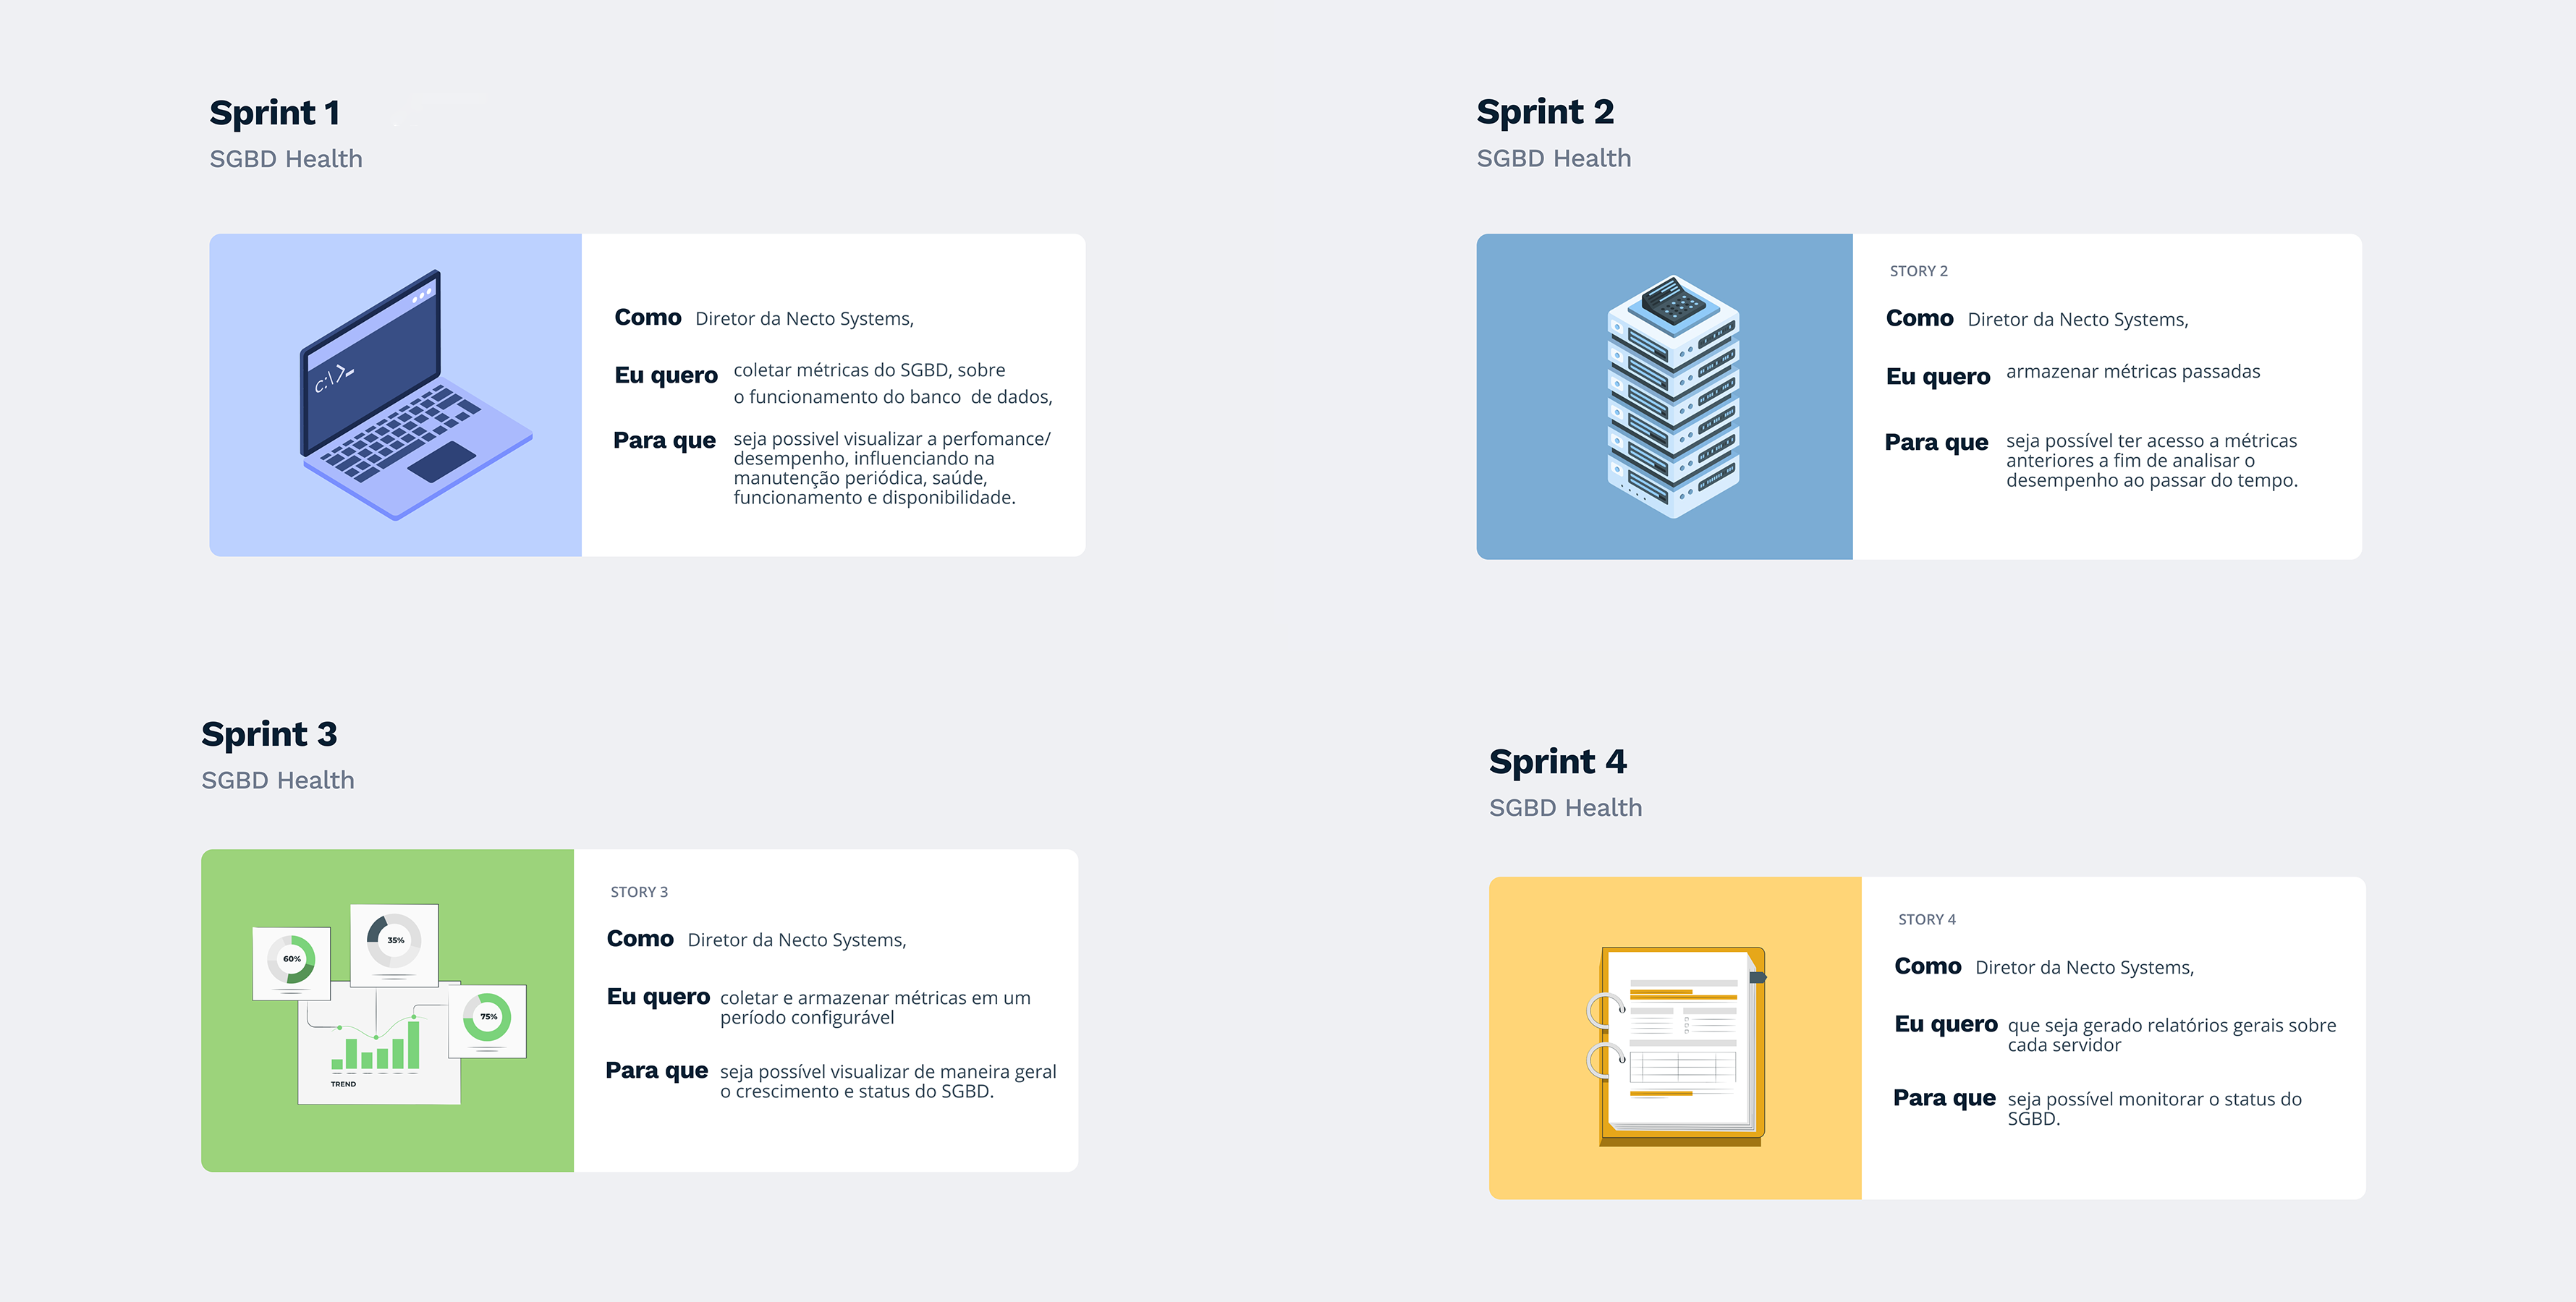 Sprint 1
SGBD Health
c:\>_
Como Diretor da Necto Systems,
Eu quero coletar métricas do SGBD, sobre
o funcionamento do banco de dados,
Para que seja possivel visualizar a perfomance/
desempenho, influenciando na
manutenção periódica, saúde,
funcionamento e disponibilidade.
Sprint 2
SGBD Health
STORY 2
Como Diretor da Necto Systems,
Eu quero armazenar métricas passadas
Para que seja possível ter acesso a métricas
anteriores a fim de analisar o
desempenho ao passar do tempo.
Sprint 3
SGBD Health
60%
35%
75%
TREND
STORY 3
Como Diretor da Necto Systems,
Eu quero coletar e armazenar métricas em um
período configurável
Para que seja possível visualizar de maneira geral
o crescimento e status do SGBD.
Sprint 4
SGBD Health
STORY 4
Como Diretor da Necto Systems,
Eu quero que seja gerado relatórios gerais sobre
cada servidor
Para que seja possível monitorar o status do
SGBD.